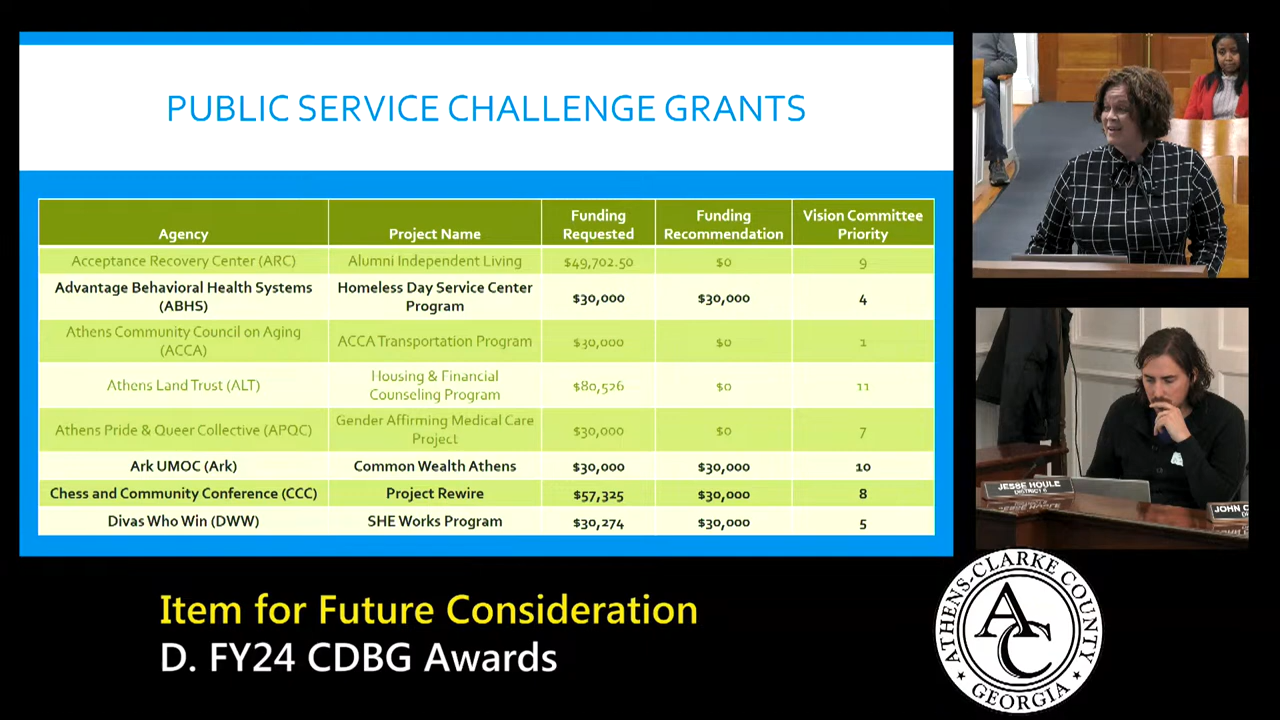 PUBLIC SERVICE CHALLENGE GRANTS
Agency
Project Name
Funding
Requested
Funding
Recommendation
Vision Committee
Priority
Acceptance Recovery Center (ARC)
Alumni Independent Living
$49,702.50
$0
9
Advantage Behavioral Health Systems
(ABHS)
Homeless Day Service Center
Program
$30,000
$30,000
4
Athens Community Council on Aging
(ACCA)
ACCA Transportation Program
$30,000
$0
1
Athens Land Trust (ALT)
Housing & Financial
Counseling Program
$80,526
$0
11
Athens Pride & Queer Collective (APQC)
Gender Affirming Medical Care
Project
$30,000
$0
7
Ark UMOC (Ark)
Common Wealth Athens
$30,000
$30,000
10
Chess and Community Conference (CCC)
Project Rewire
$57,325
$30,000
8
Divas Who Win (DWW)
SHE Works Program
$30,274
$30,000
5
JESSE HOULE
DISTRICT 6
JOHN
Item for Future Consideration
D. FY24 CDBG Awards
ATHENS-CLARKE COUNTY
ACC
GEORGIA